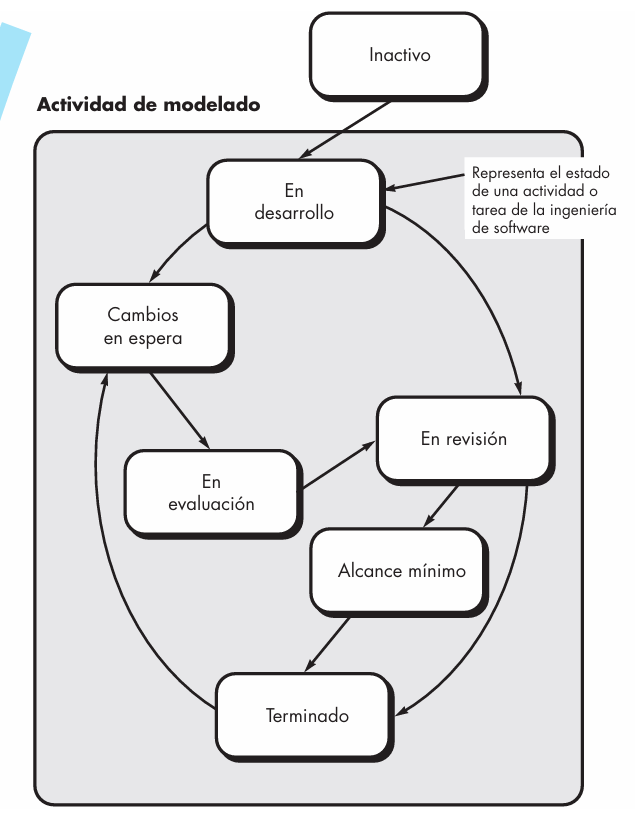 Inactivo
Actividad de modelado
En
desarrollo
Representa el estado
de una actividad o
tarea de la ingeniería
de software
Cambios
en espera
En revisión
En
evaluación
Alcance mínimo
Terminado